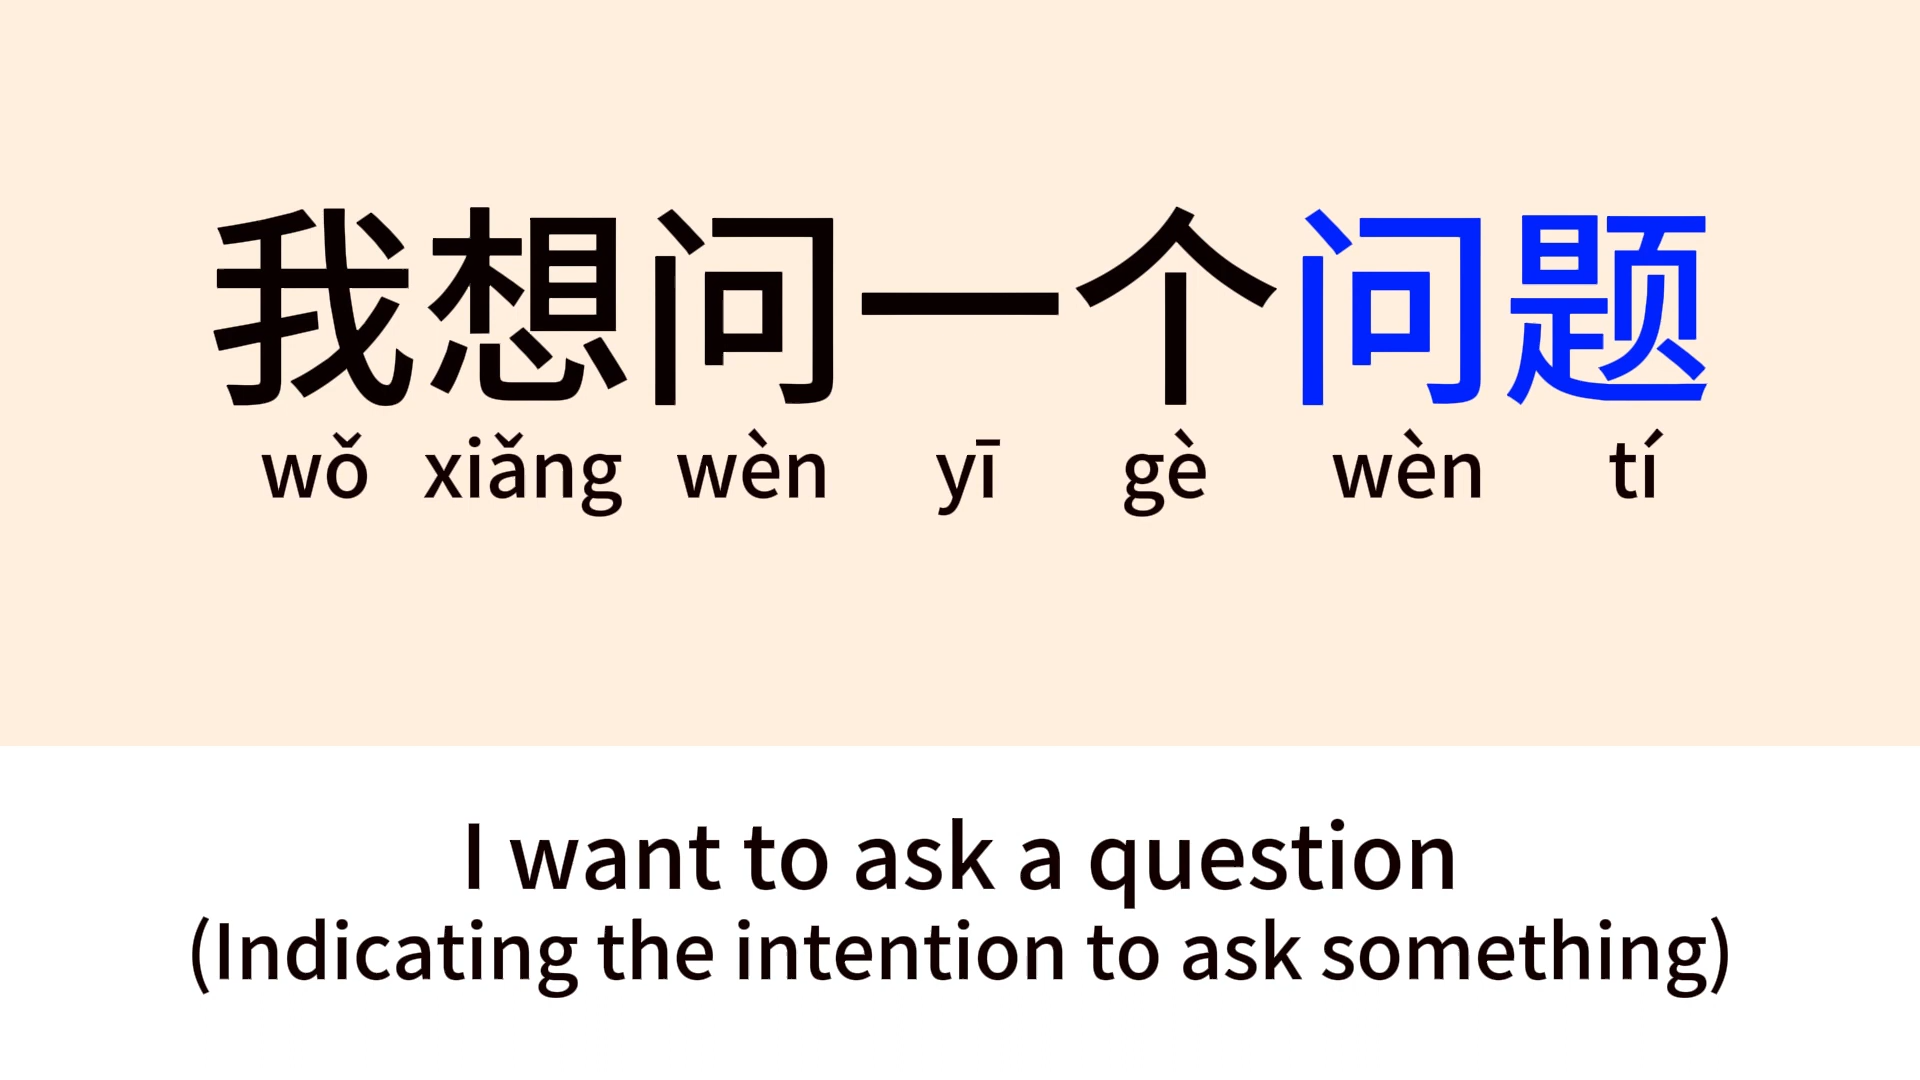 我想问一个问题
wǒ xiǎng wèn yī gè wèn tí
I want to ask a question
(Indicating the intention to ask something)